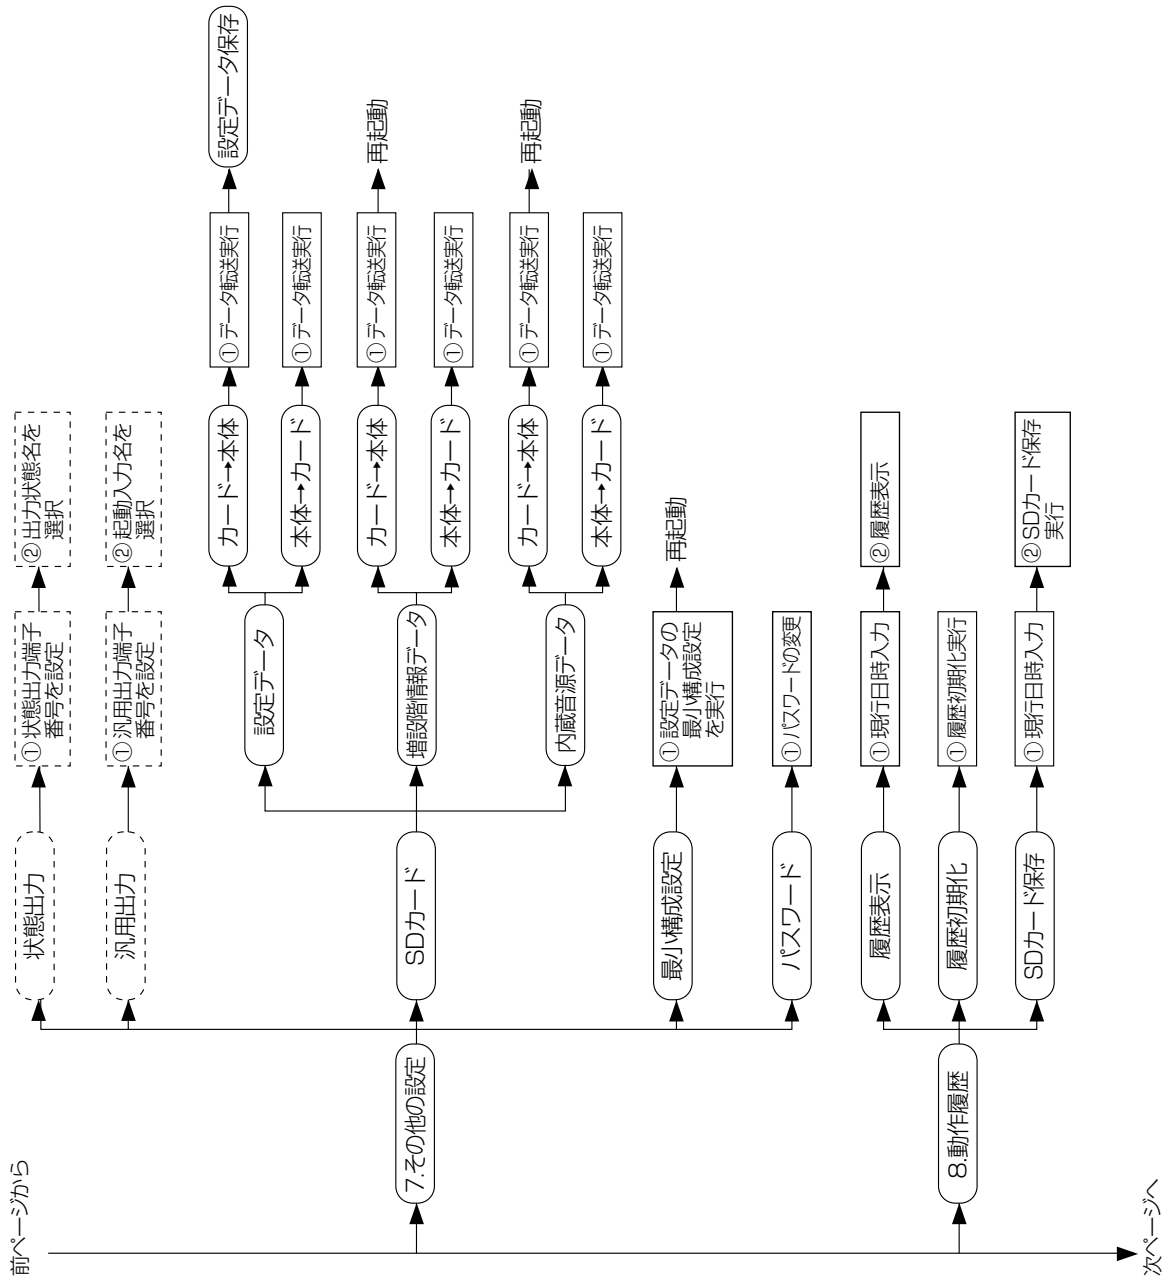 前ページから
7.その他の設定
状態出力
①状態出力端子
番号を設定
②出力状態名を
選択
汎用出力
①汎用出力端子
番号を設定
②起動入力名を
選択
SDカード
設定データ
カード→本体
①データ転送実行
設定データ保存
本体→カード
①データ転送実行
増設階情報データ
カード→本体
①データ転送実行
再起動
本体→カード
①データ転送実行
内蔵音源データ
カード→本体
①データ転送実行
再起動
本体→カード
①データ転送実行
最小構成設定
①設定データの
最小構成設定
を実行
再起動
パスワード
①パスワードの変更
8.動作履歴
履歴表示
①現行日時入力
②履歴表示
履歴初期化
①履歴初期化実行
SDカード保存
①現行日時入力
②SDカード保存
実行
次ページへ